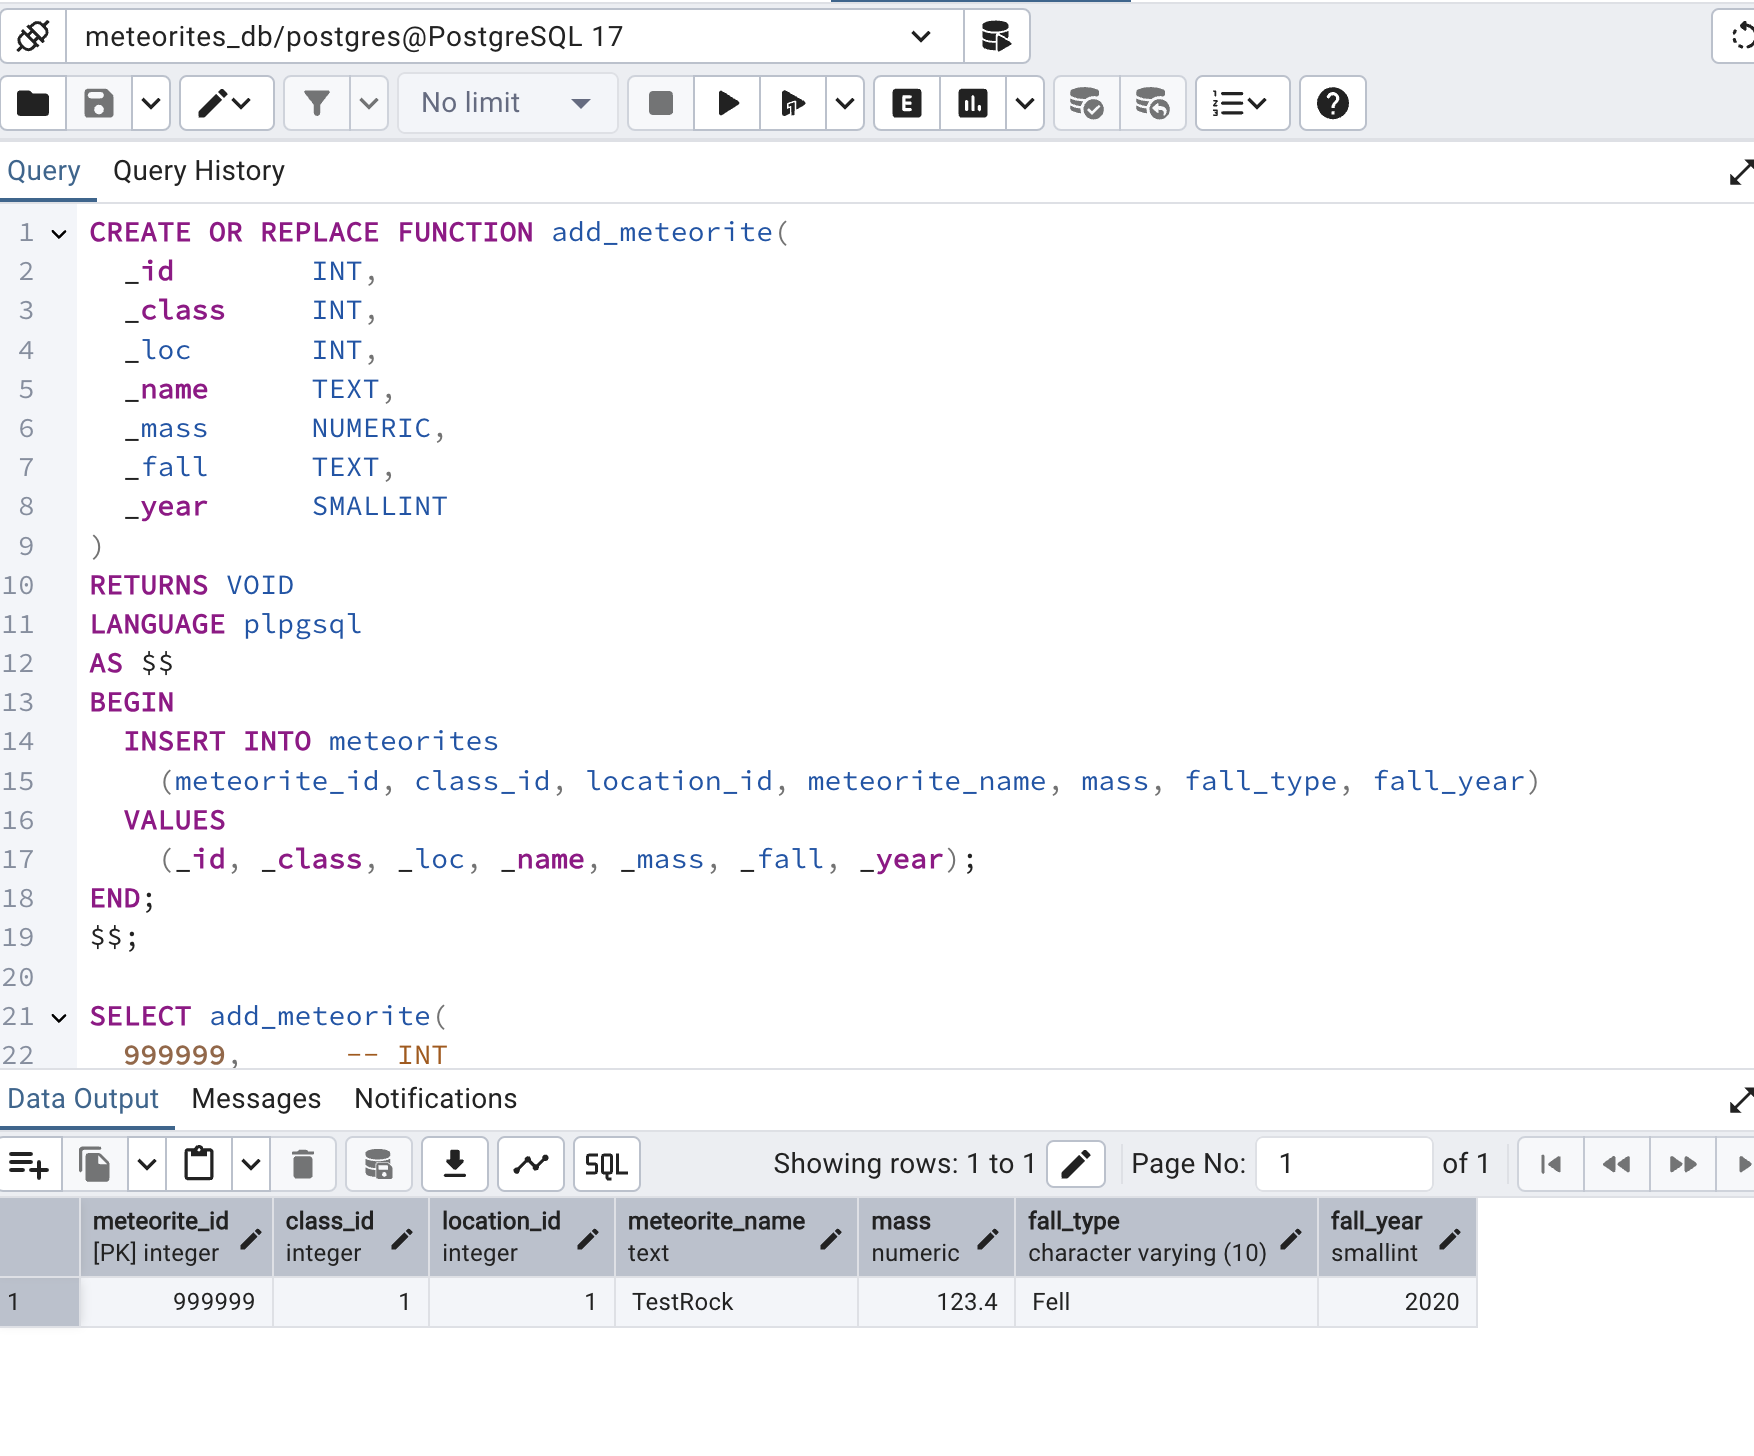 meteorites_db/postgres@PostgreSQL 17
No limit
Query Query History
1 CREATE OR REPLACE FUNCTION add_meteorite(
2 _id INT,
3 _class INT,
4 _loc INT,
5 _name TEXT,
6 _mass NUMERIC,
7 _fall TEXT,
8 _year SMALLINT
9 )
10 RETURNS VOID
11 LANGUAGE plpgsql
12 AS $$
13 BEGIN
14 INSERT INTO meteorites
15 (meteorite_id, class_id, location_id, meteorite_name, mass, fall_type, fall_year)
16 VALUES
17 (_id, _class, _loc, _name, _mass, _fall, _year);
18 END;
19 $$;
20
21 SELECT add_meteorite(
22 999999, -- INT
Data Output Messages Notifications
SQL Showing rows: 1 to 1 Page No: 1 of 1
meteorite_id class_id location_id meteorite_name mass fall_type fall_year
[PK] integer integer integer text numeric character varying (10) smallint
1 999999 1 1 TestRock 123.4 Fell 2020